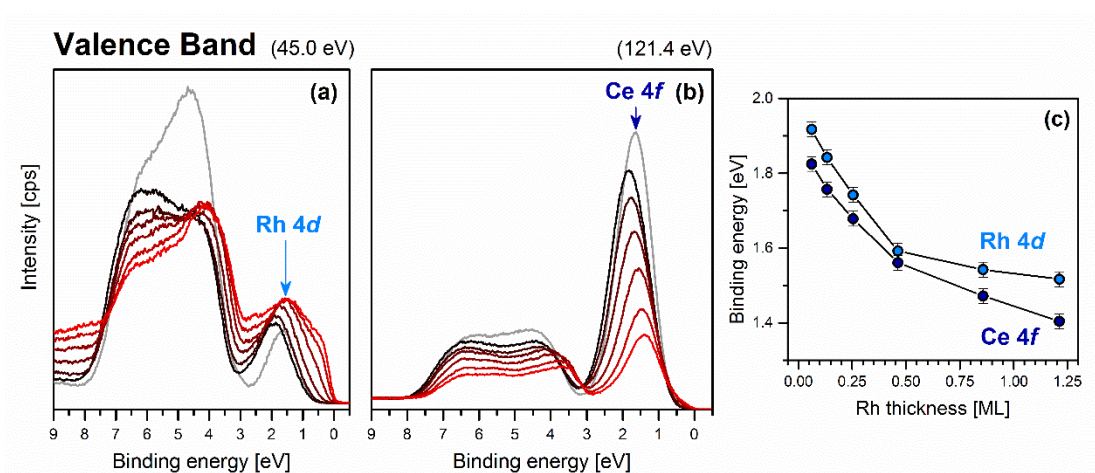 Valence Band (45.0 eV) (121.4 eV)
(a)
Rh 4d
Intensity [cps]
9 8 7 6 5 4 3 2 1 0
Binding energy [eV]
Ce 4f (b)
9 8 7 6 5 4 3 2 1 0
Binding energy [eV]
(c)
2.0
1.8
1.6
1.4
Binding energy [eV]
Rh 4d
Ce 4f
0.00 0.25 0.50 0.75 1.00 1.25
Rh thickness [ML]